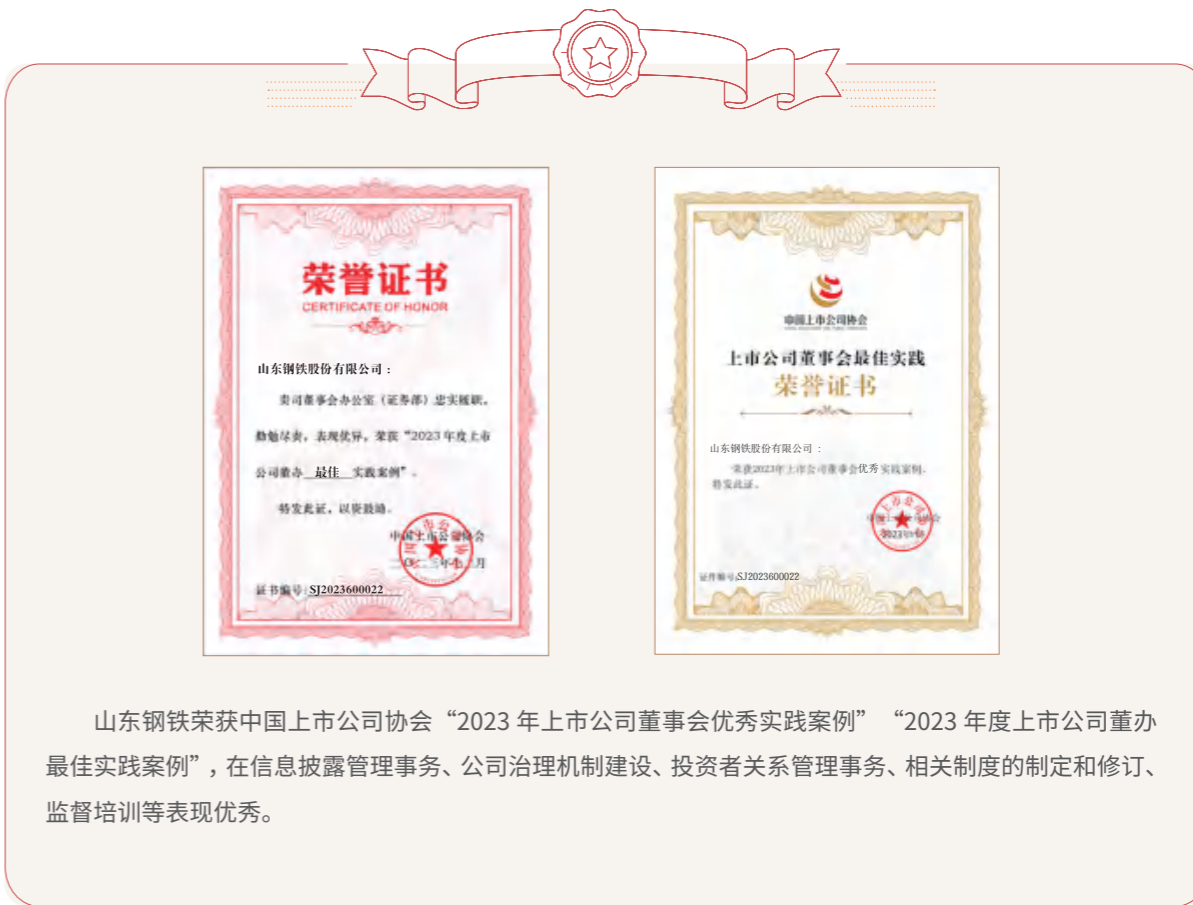 荣誉证书
CERTIFICATE OF HONOR
山东钢铁股份有限公司：
贵司董事会办公室（证券部）忠实履职，
勤勉尽责，表现优异，荣获“2023年度上市
公司董办 最佳 实践案例”。
特发此证，以资鼓励。
中国上市公司协会
证书编号：SJ2023600022
中国上市公司协会
上市公司董事会最佳实践
荣誉证书
山东钢铁股份有限公司：
荣获2023年上市公司董事会优秀实践案例，
特发此证。
中国上市公司协会
证书编号：SJ2023600022
山东钢铁荣获中国上市公司协会“2023 年上市公司董事会优秀实践案例”“2023 年度上市公司董办
最佳实践案例”，在信息披露管理事务、公司治理机制建设、投资者关系管理事务、相关制度的制定和修订、
监督培训等表现优秀。